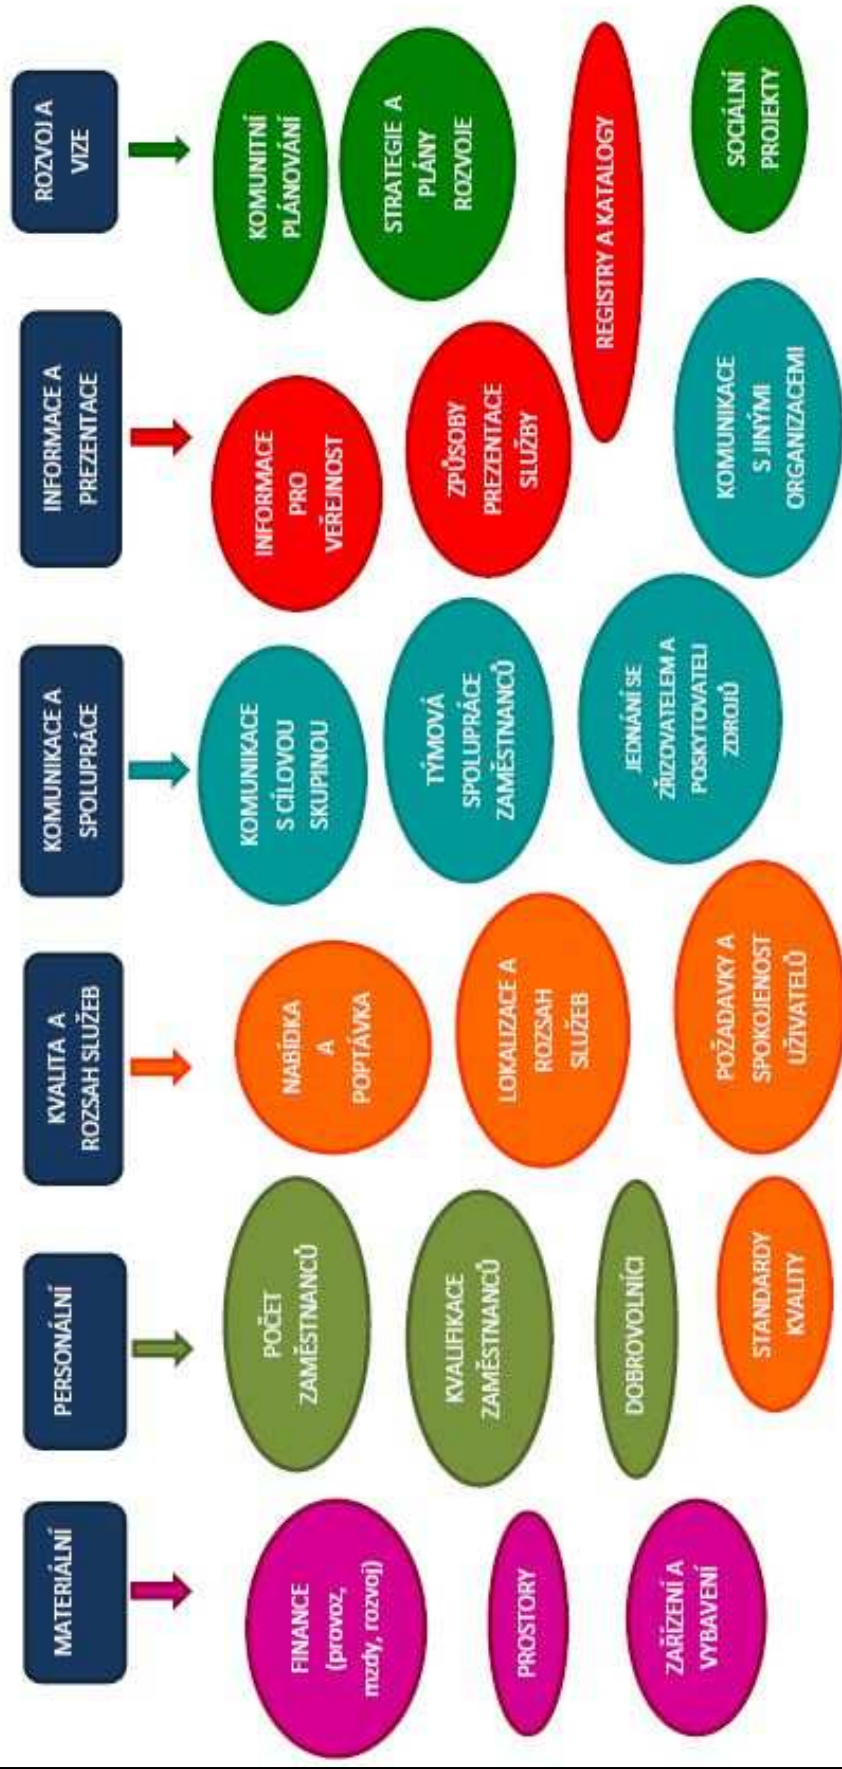 MATERIÁLNÍ
PERSONÁLNÍ
KVALITA A
ROZSAH SLUŽEB
KOMUNIKACE A
SPOLUPRÁCE
INFORMACE A
PREZENTACE
ROZVOJ A
VIZE
FINANCE
(provoz,
mzdy, rozvoj)
PROSTORY
ZAŘÍZENÍ A
VYBAVENÍ
POČET
ZAMĚSTNANCŮ
KVALIFIKACE
ZAMĚSTNANCŮ
DOBROVOLNÍCI
NABÍDKA
A
POPTÁVKA
LOKALIZACE A
ROZSAH
SLUŽEB
POŽADAVKY A
SPOKOJENOST
UŽIVATELŮ
STANDARDY
KVALITY
KOMUNIKACE
S CÍLOVOU
SKUPINOU
TÝMOVÁ
SPOLUPRÁCE
ZAMĚSTNANCŮ
JEDNÁNÍ SE
ZŘIZOVATELEM A
POSKYTOVATELI
ZDROJŮ
KOMUNIKACE
S JINÝMI
ORGANIZACEMI
INFORMACE
PRO
VEŘEJNOST
ZPŮSOBY
PREZENTACE
SLUŽBY
REGISTRY A KATALOGY
KOMUNITNÍ
PLÁNOVÁNÍ
STRATEGIE A
PLÁNY
ROZVOJE
SOCIÁLNÍ
PROJEKTY